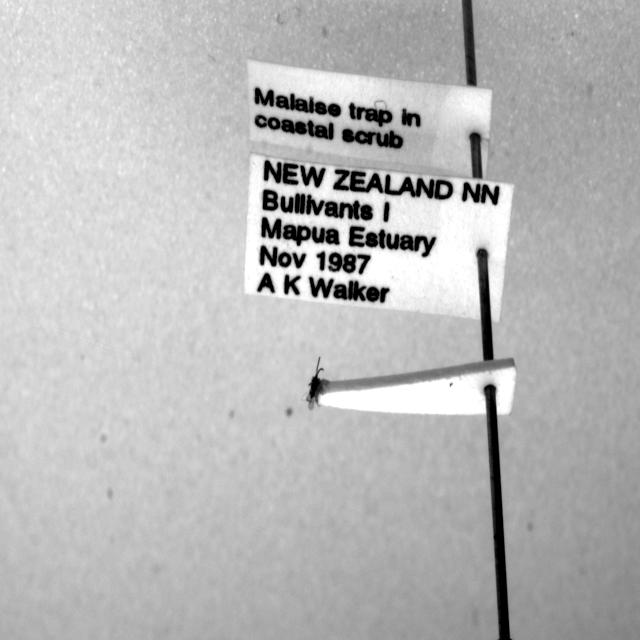 Malaise trap in
coastal scrub
NEW ZEALAND NN
Bullivants I
Mapua Estuary
Nov 1987
A K Walker